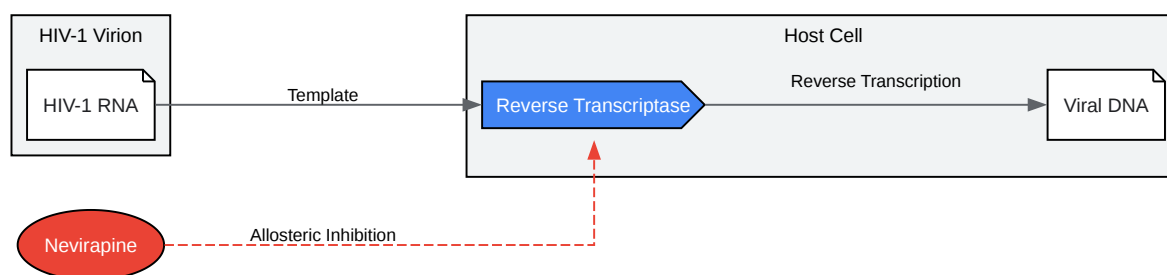 HIV-1 Virion
Host Cell
HIV-1 RNA
Template
Reverse Transcriptase
Reverse Transcription
Viral DNA
Nevirapine
Allosteric Inhibition